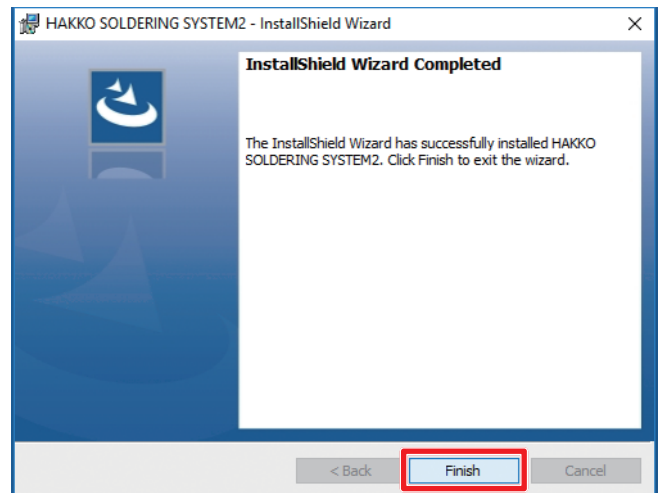 HAKKO SOLDERING SYSTEM2 - InstallShield Wizard
InstallShield Wizard Completed
The InstallShield Wizard has successfully installed HAKKO
SOLDERING SYSTEM2. Click Finish to exit the wizard.
< Back Finish Cancel